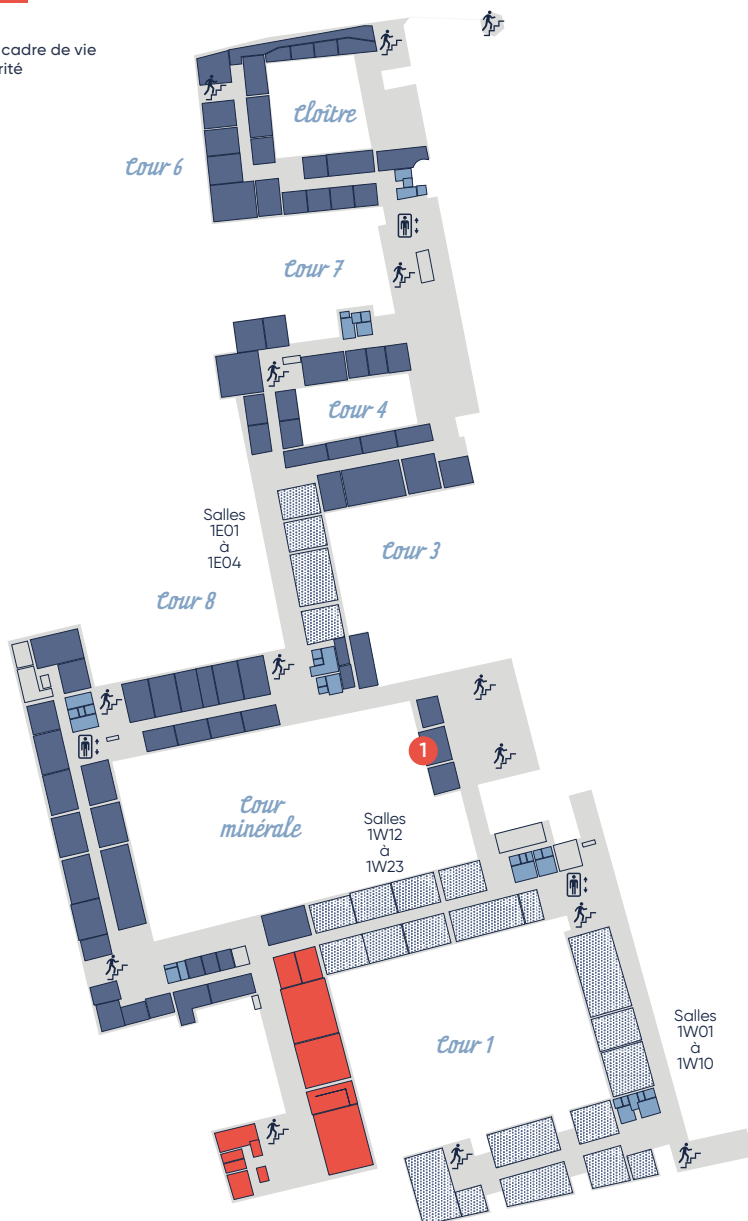 cadre de vie
rité
Cloître
Cour 6
Cour 7
Cour 4
Salles
1E01
à
1E04
Cour 3
Cour 8
1
Cour
minérale
Salles
1W12
à
1W23
Cour 1
Salles
1W01
à
1W10